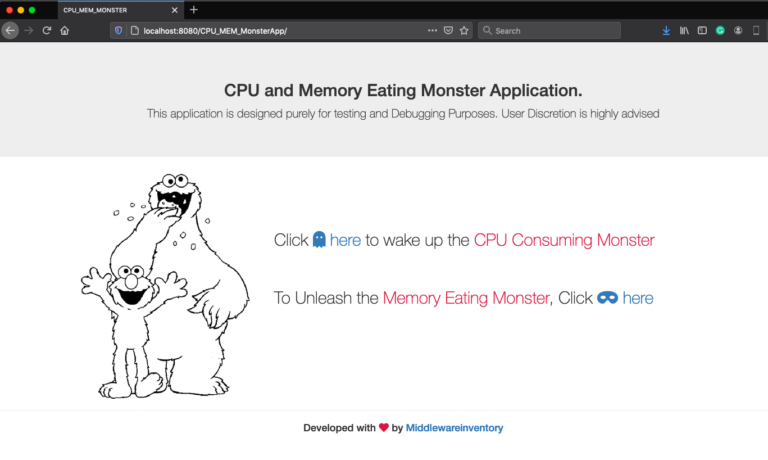 CPU_MEM_MONSTER
localhost:8080/CPU_MEM_MonsterApp/
Search
CPU and Memory Eating Monster Application.
This application is designed purely for testing and Debugging Purposes. User Discretion is highly advised
Click here to wake up the CPU Consuming Monster
To Unleash the Memory Eating Monster, Click here
Developed with by Middlewareinventory